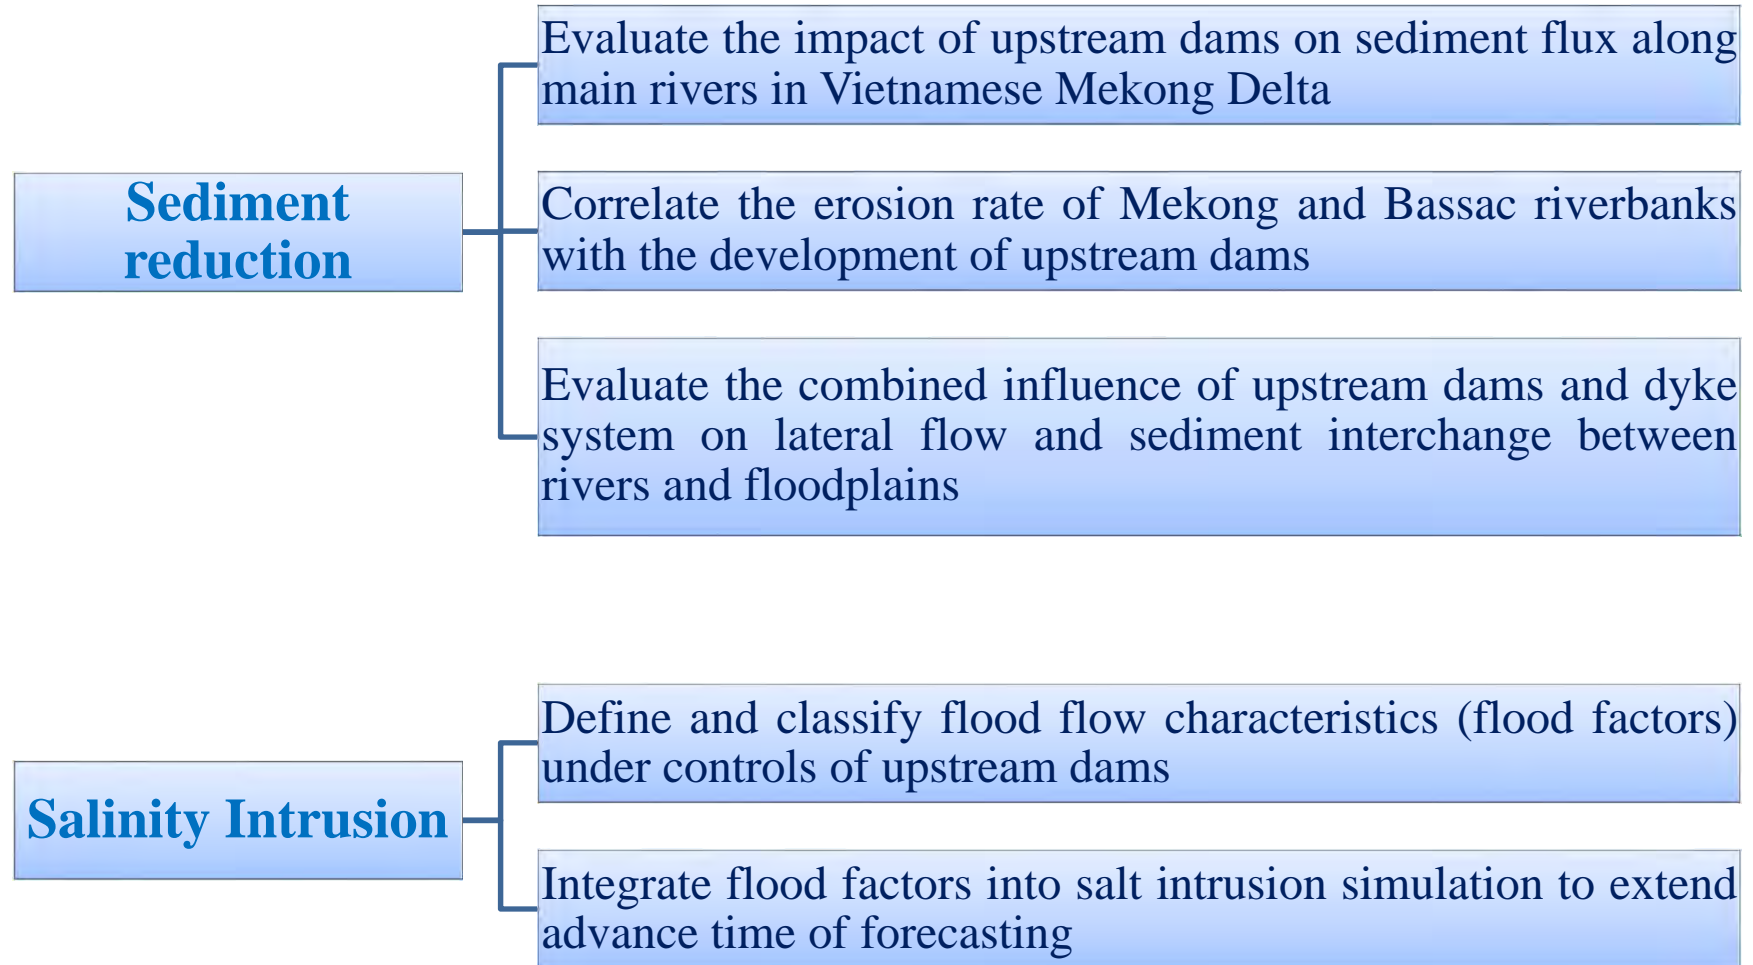 Evaluate the impact of upstream dams on sediment flux along
main rivers in Vietnamese Mekong Delta
Sediment
reduction
Correlate the erosion rate of Mekong and Bassac riverbanks
with the development of upstream dams
Evaluate the combined influence of upstream dams and dyke
system on lateral flow and sediment interchange between
rivers and floodplains
Define and classify flood flow characteristics (flood factors)
under controls of upstream dams
Salinity Intrusion
Integrate flood factors into salt intrusion simulation to extend
advance time of forecasting